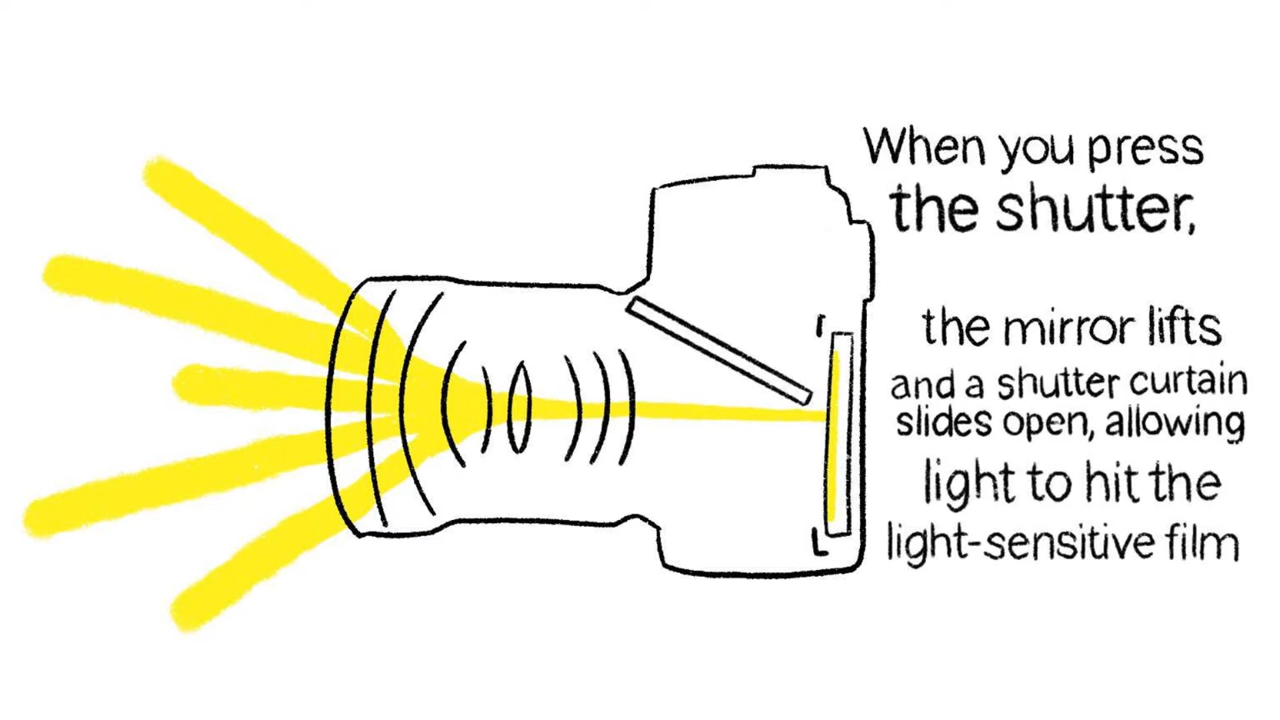 When you press
the shutter,
the mirror lifts
and a shutter curtain
slides open, allowing
light to hit the
light-sensitive film